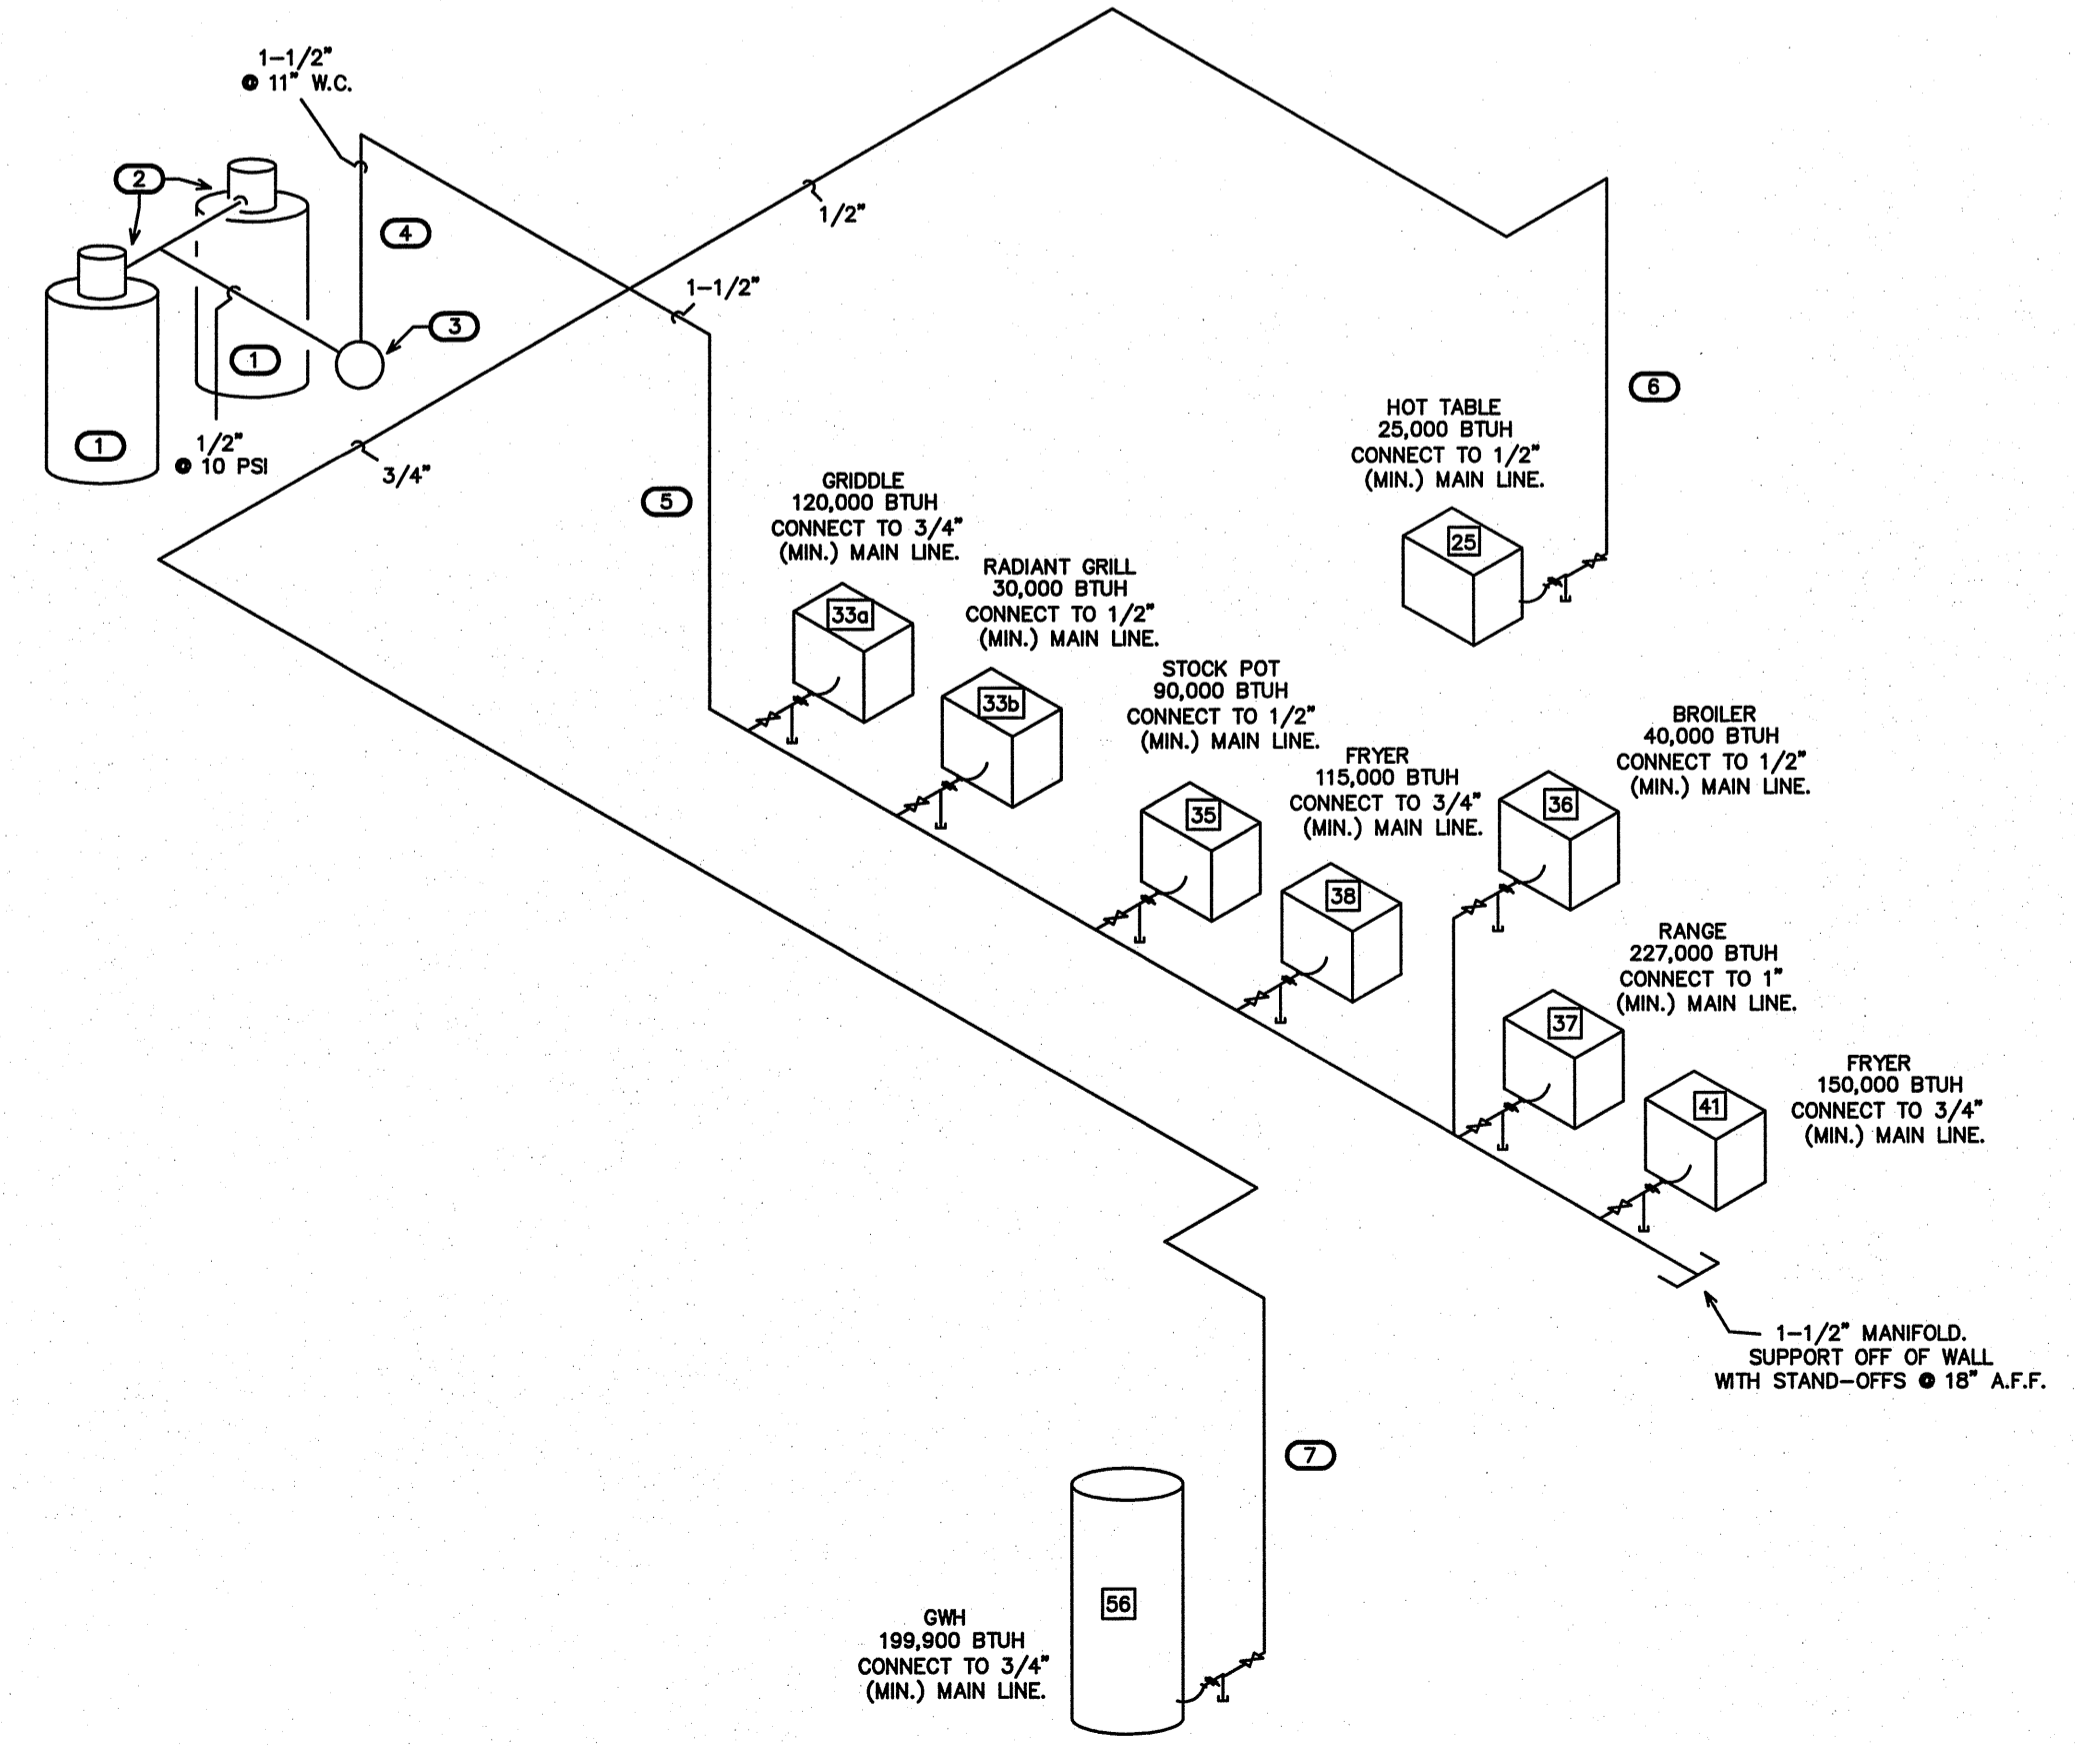 1-1/2"
@ 11" W.C.
2
4
1/2"
1-1/2"
3
1
1
1/2"
@ 10 PSI
3/4"
5
6
HOT TABLE
25,000 BTUH
CONNECT TO 1/2"
(MIN.) MAIN LINE.
25
GRIDDLE
120,000 BTUH
CONNECT TO 3/4"
(MIN.) MAIN LINE.
33a
RADIANT GRILL
30,000 BTUH
CONNECT TO 1/2"
(MIN.) MAIN LINE.
33b
STOCK POT
90,000 BTUH
CONNECT TO 1/2"
(MIN.) MAIN LINE.
35
FRYER
115,000 BTUH
CONNECT TO 3/4"
(MIN.) MAIN LINE.
38
BROILER
40,000 BTUH
CONNECT TO 1/2"
(MIN.) MAIN LINE.
36
RANGE
227,000 BTUH
CONNECT TO 1"
(MIN.) MAIN LINE.
37
FRYER
150,000 BTUH
CONNECT TO 3/4"
(MIN.) MAIN LINE.
41
1-1/2" MANIFOLD.
SUPPORT OFF OF WALL
WITH STAND-OFFS @ 18" A.F.F.
7
56
GWH
199,900 BTUH
CONNECT TO 3/4"
(MIN.) MAIN LINE.